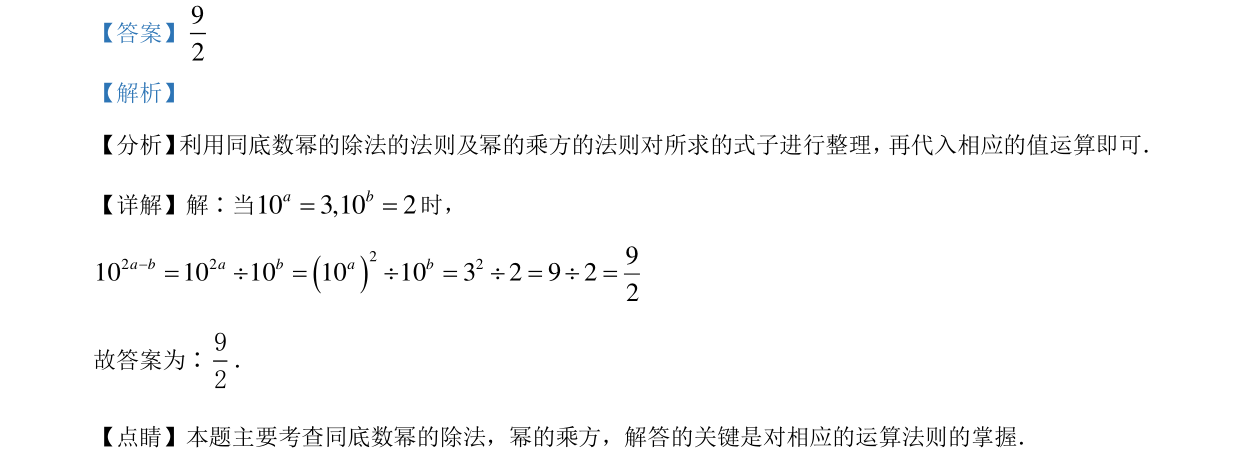 【答案】$\frac{9}{2}$
【解析】
【分析】利用同底数幂的除法的法则及幂的乘方的法则对所求的式子进行整理，再代入相应的值运算即可．
【详解】解：当$10^{a}=3,10^{b}=2$时，
$10^{2a-b}=10^{2a}\div10^{b}=\left(10^{a}\right)^{2}\div10^{b}=3^{2}\div2=9\div2=\frac{9}{2}$
故答案为：$\frac{9}{2}$．
【点睛】本题主要考查同底数幂的除法，幂的乘方，解答的关键是对相应的运算法则的掌握．